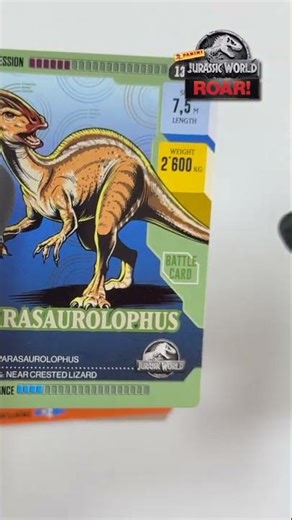 PANINI
JURASSIC WORLD
ROAR!
ESSION
13
7,5 M
LENGTH
WEIGHT
2'600 KG
BATTLE
CARD
RASAUROLOPHUS
PARASAUROLOPHUS
NEAR CRESTED LIZARD
JURASSIC WORLD
ANCE